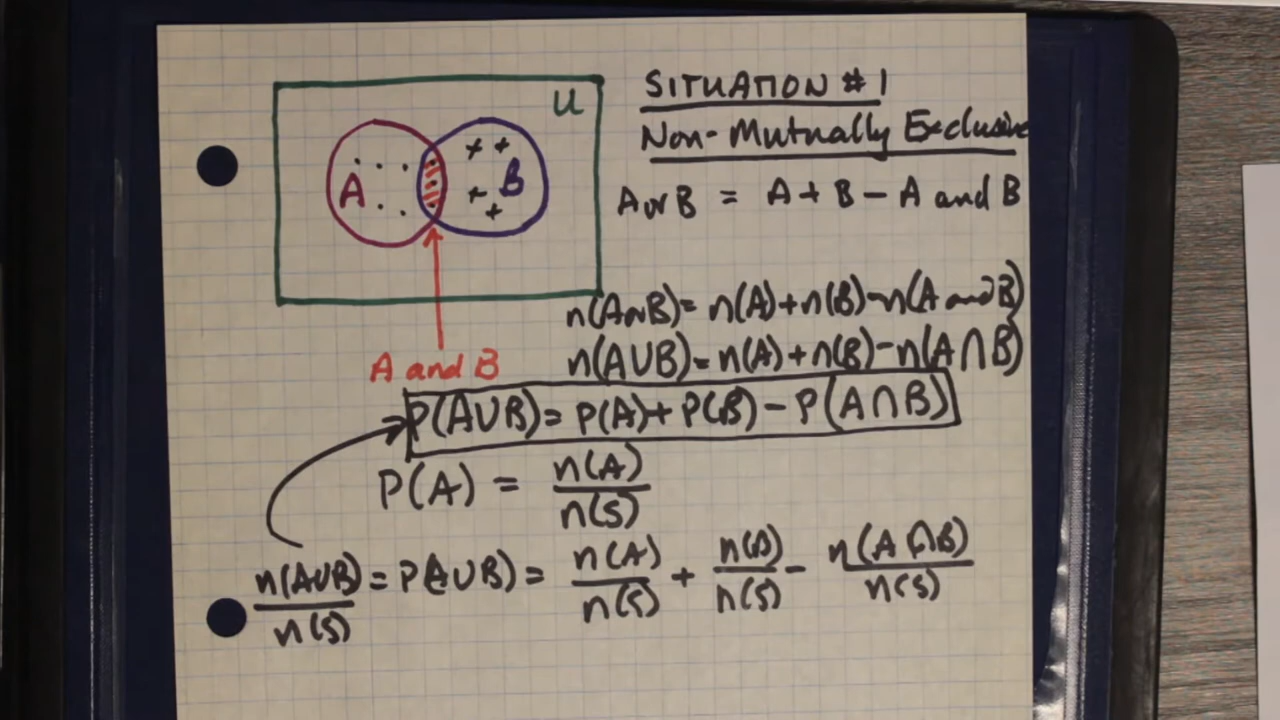 U
SITUATION #1
Non-Mutually Exclusive
A B
A or B = A + B - A and B
n(A or B) = n(A) + n(B) - n(A and B)
n(A∪B) = n(A) + n(B) - n(A∩B)
A and B
P(A∪B) = P(A) + P(B) - P(A∩B)
P(A) = n(A)/n(S)
n(A∪B)/n(S) = P(A∪B) = n(A)/n(S) + n(A)/n(S) - n(A∩B)/n(S)